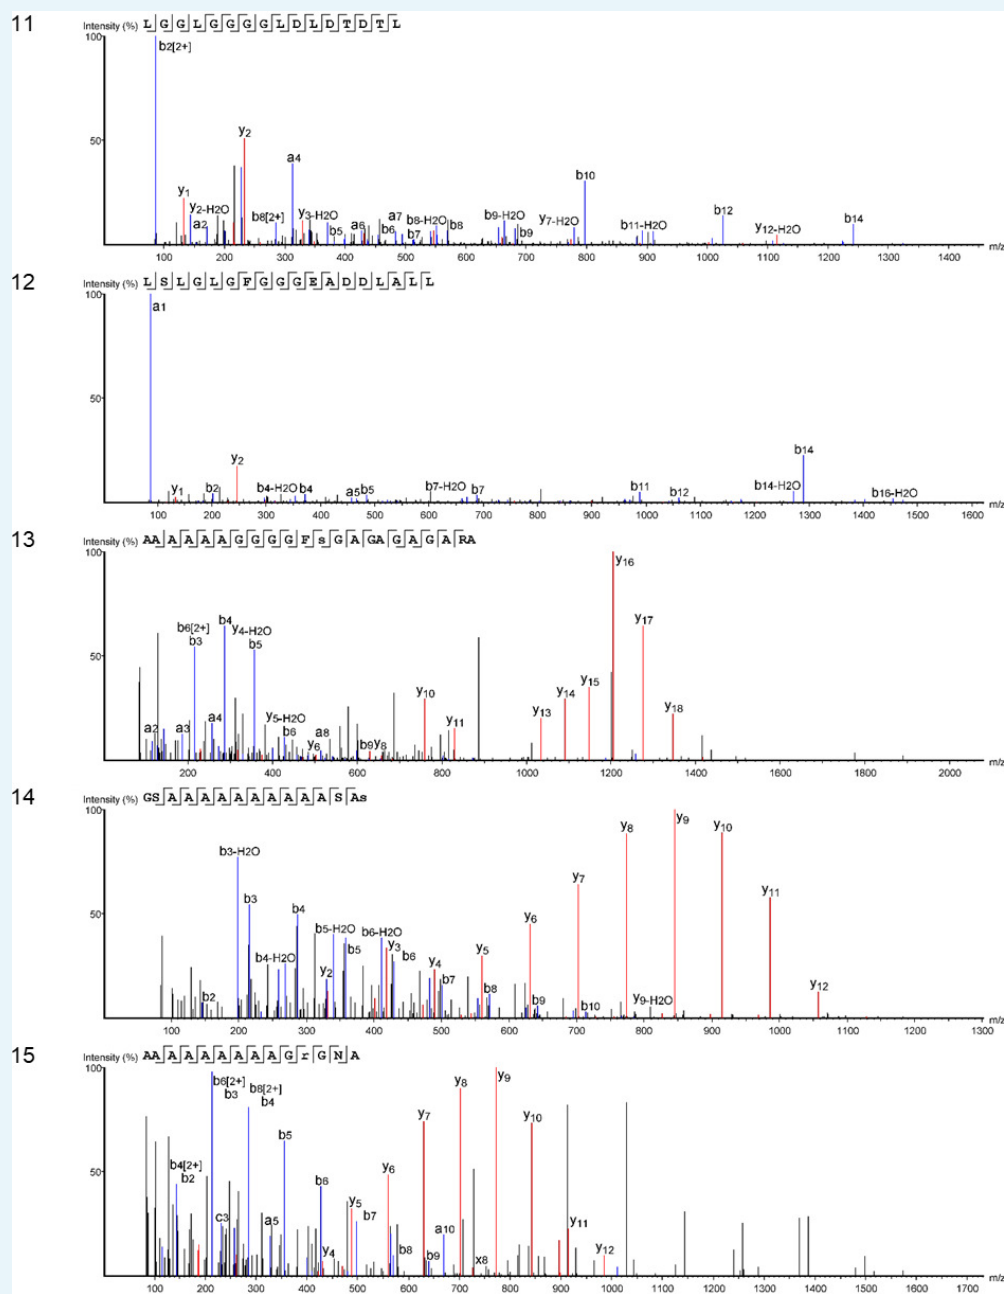 11
Intensity (%) LGGLGGGGLDLDTDTL
100
b2[2+]
y2
50
a4
b10
y1
y2-H2O
a2
b8[2+]
y3-H2O
b5
a6
b6
a7
b7
b8-H2O
b8
b9-H2O
b9
y7-H2O
b11-H2O
b12
y12-H2O
b14
100 200 300 400 500 600 700 800 900 1000 1100 1200 1300 1400 m/z
12
Intensity (%) LSLGLGFGGGEADDLALL
100
a1
50
y2
y1
b2
b4-H2O
b4
a5
b5
b7-H2O
b7
b11
b12
b14-H2O
b14
b16-H2O
100 200 300 400 500 600 700 800 900 1000 1100 1200 1300 1400 1500 1600 m/z
13
Intensity (%) AAAAAAGGGGFsGAGAGAGARA
100
y16
b6[2+]
b3
b4
y4-H2O
b5
y17
50
y10
y11
y13
y14
y15
y18
a2
a3
a4
y5-H2O
b6
y6
a8
b9
y8
200 400 600 800 1000 1200 1400 1600 1800 2000 m/z
14
Intensity (%) GSAAAAAAAAAAASAs
100
y9
y8
y10
b3-H2O
y7
y11
b3
50
b4
b5-H2O
b5
b6-H2O
y3
b6
y6
b4-H2O
y2
y4
b7
y5
b8
b2
b9
b10
y9-H2O
y12
100 200 300 400 500 600 700 800 900 1000 1100 1200 1300 m/z
15
Intensity (%) AAAAAAAAAGrGNA
100
b6[2+]
b3
b8[2+]
b4
y8
y9
y7
y10
b5
50
b4[2+]
b2
b6
y6
c3
a5
y5
b7
y4
b8
b9
a10
x8
y11
y12
100 200 300 400 500 600 700 800 900 1000 1100 1200 1300 1400 1500 1600 1700 m/z